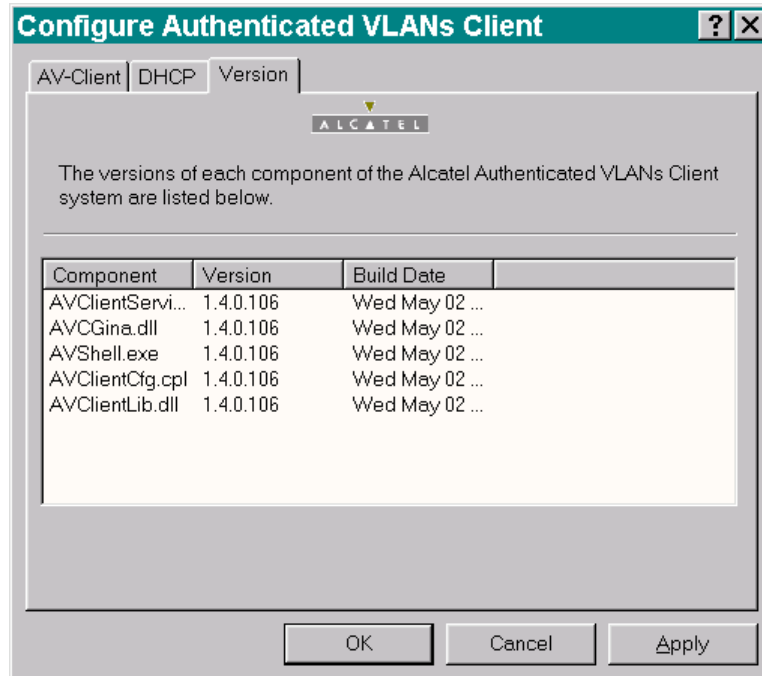 Configure Authenticated VLANs Client
AV-Client DHCP Version
ALCATEL
The versions of each component of the Alcatel Authenticated VLANs Client
system are listed below.
Component Version Build Date
AVClientServi... 1.4.0.106 Wed May 02 ...
AVCGina.dll 1.4.0.106 Wed May 02 ...
AVShell.exe 1.4.0.106 Wed May 02 ...
AVClientCfg.cpl 1.4.0.106 Wed May 02 ...
AVClientLib.dll 1.4.0.106 Wed May 02 ...
OK Cancel Apply